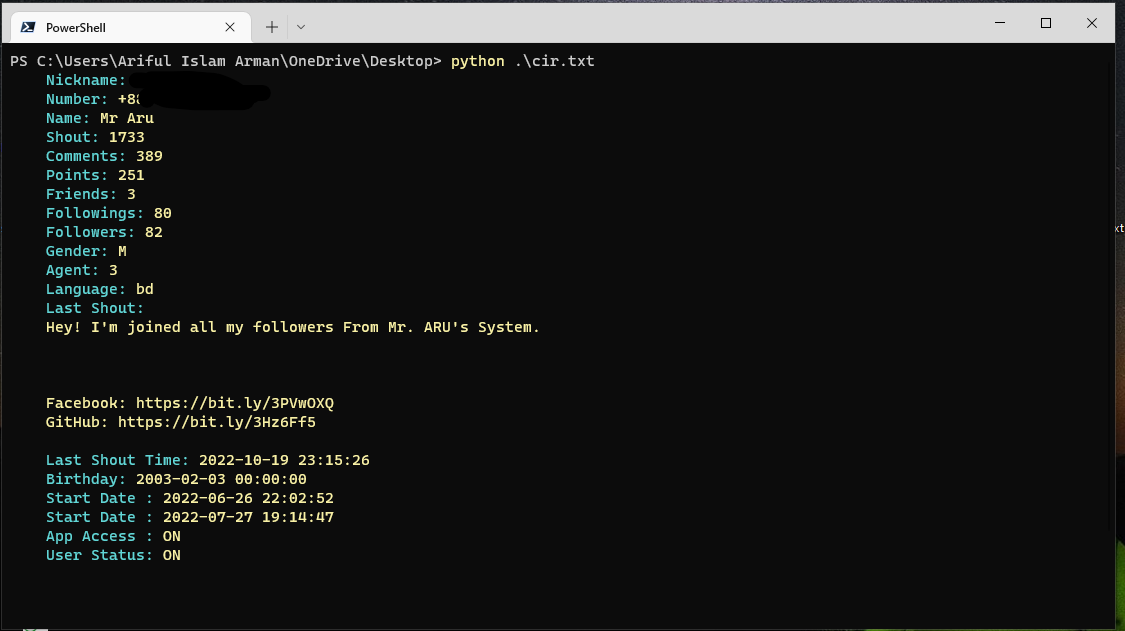 PowerShell
PS C:\Users\Ariful Islam Arman\OneDrive\Desktop> python .\cir.txt
Nickname:
Number: +88
Name: Mr Aru
Shout: 1733
Comments: 389
Points: 251
Friends: 3
Followings: 80
Followers: 82
Gender: M
Agent: 3
Language: bd
Last Shout:
Hey! I'm joined all my followers From Mr. ARU's System.
Facebook: https://bit.ly/3PVwOXQ
GitHub: https://bit.ly/3Hz6Ff5
Last Shout Time: 2022-10-19 23:15:26
Birthday: 2003-02-03 00:00:00
Start Date : 2022-06-26 22:02:52
Start Date : 2022-07-27 19:14:47
App Access : ON
User Status: ON
xt